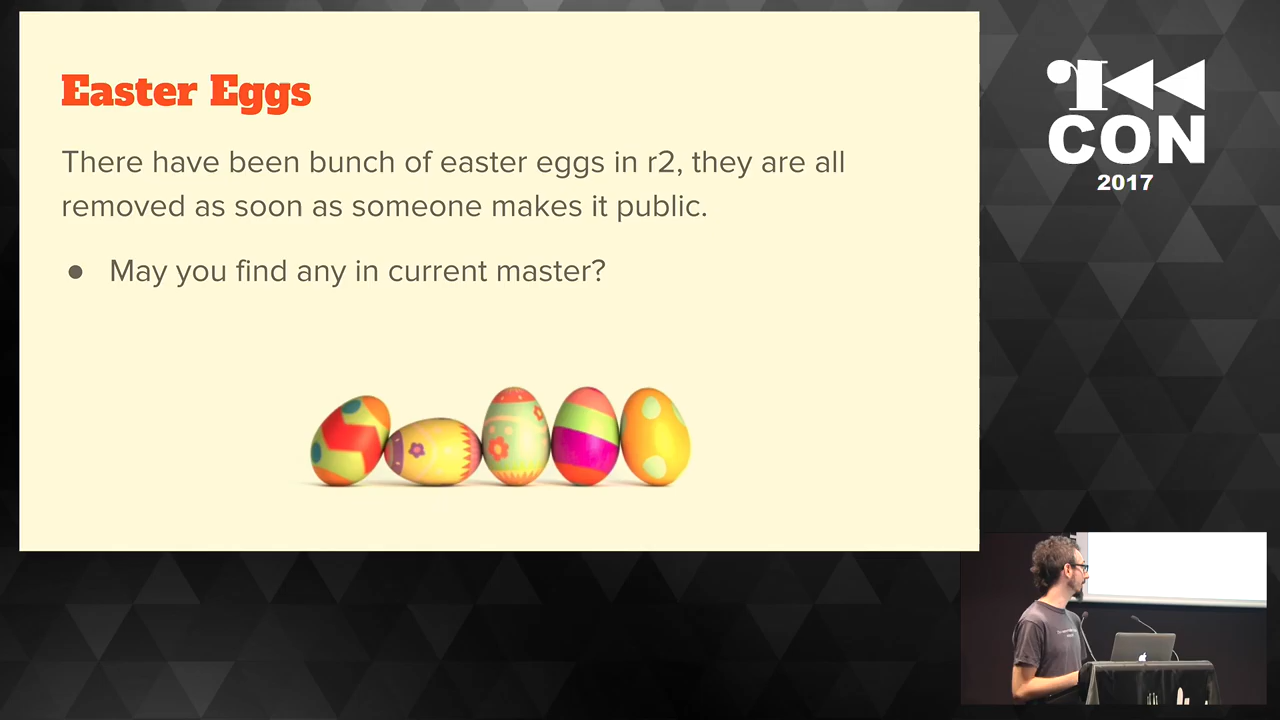 Easter Eggs
There have been bunch of easter eggs in r2, they are all
removed as soon as someone makes it public.
● May you find any in current master?
CON
2017